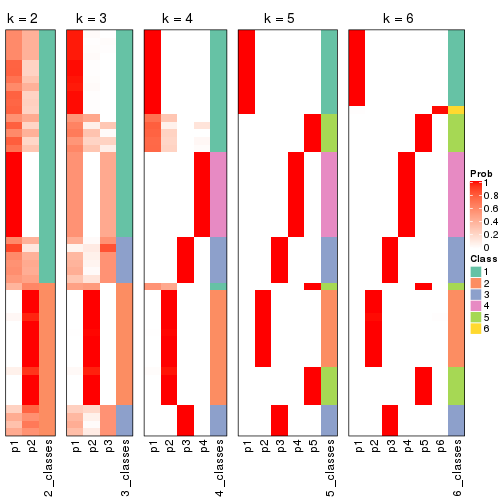 k = 2
k = 3
k = 4
k = 5
k = 6
p1
p2
2_classes
p1
p2
p3
3_classes
p1
p2
p3
p4
4_classes
p1
p2
p3
p4
p5
5_classes
p1
p2
p3
p4
p5
p6
6_classes
Prob
1
0.8
0.6
0.4
0.2
0
Class
1
2
3
4
5
6